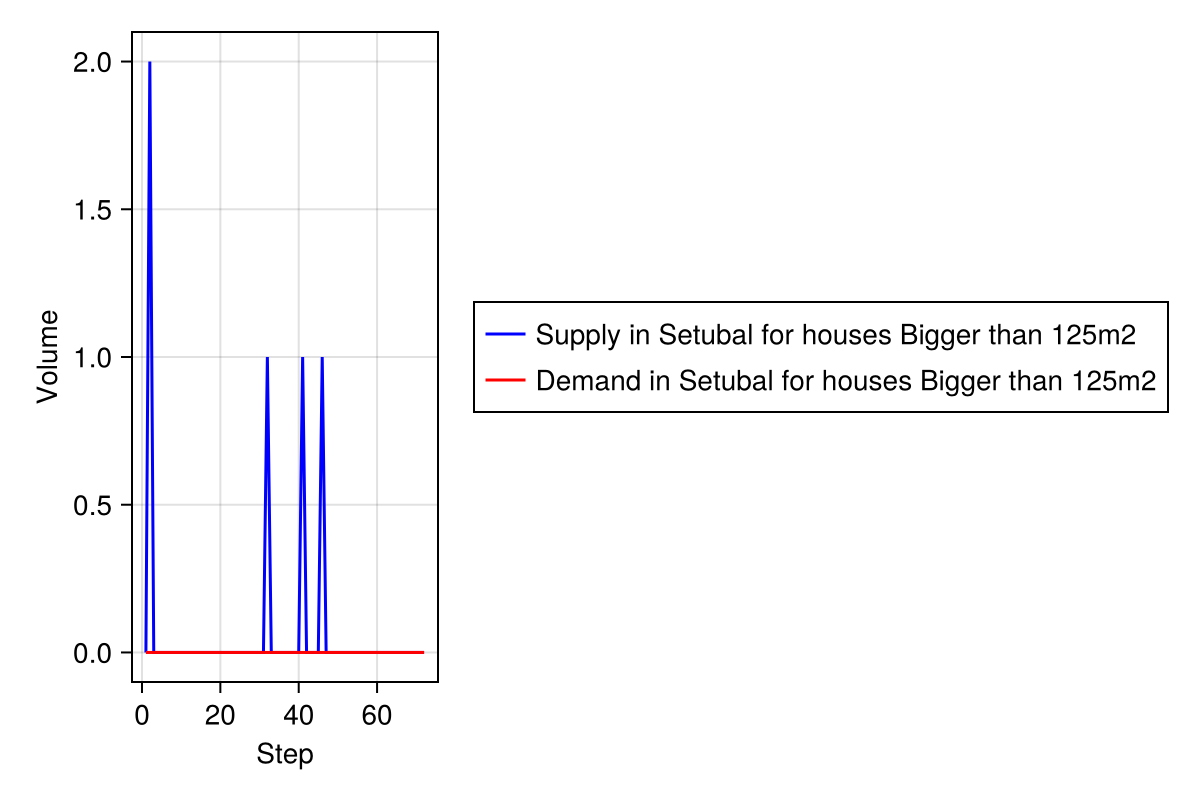 2.0
1.5
1.0
0.5
0.0
Volume
0 20 40 60
Step
Supply in Setubal for houses Bigger than 125m2
Demand in Setubal for houses Bigger than 125m2